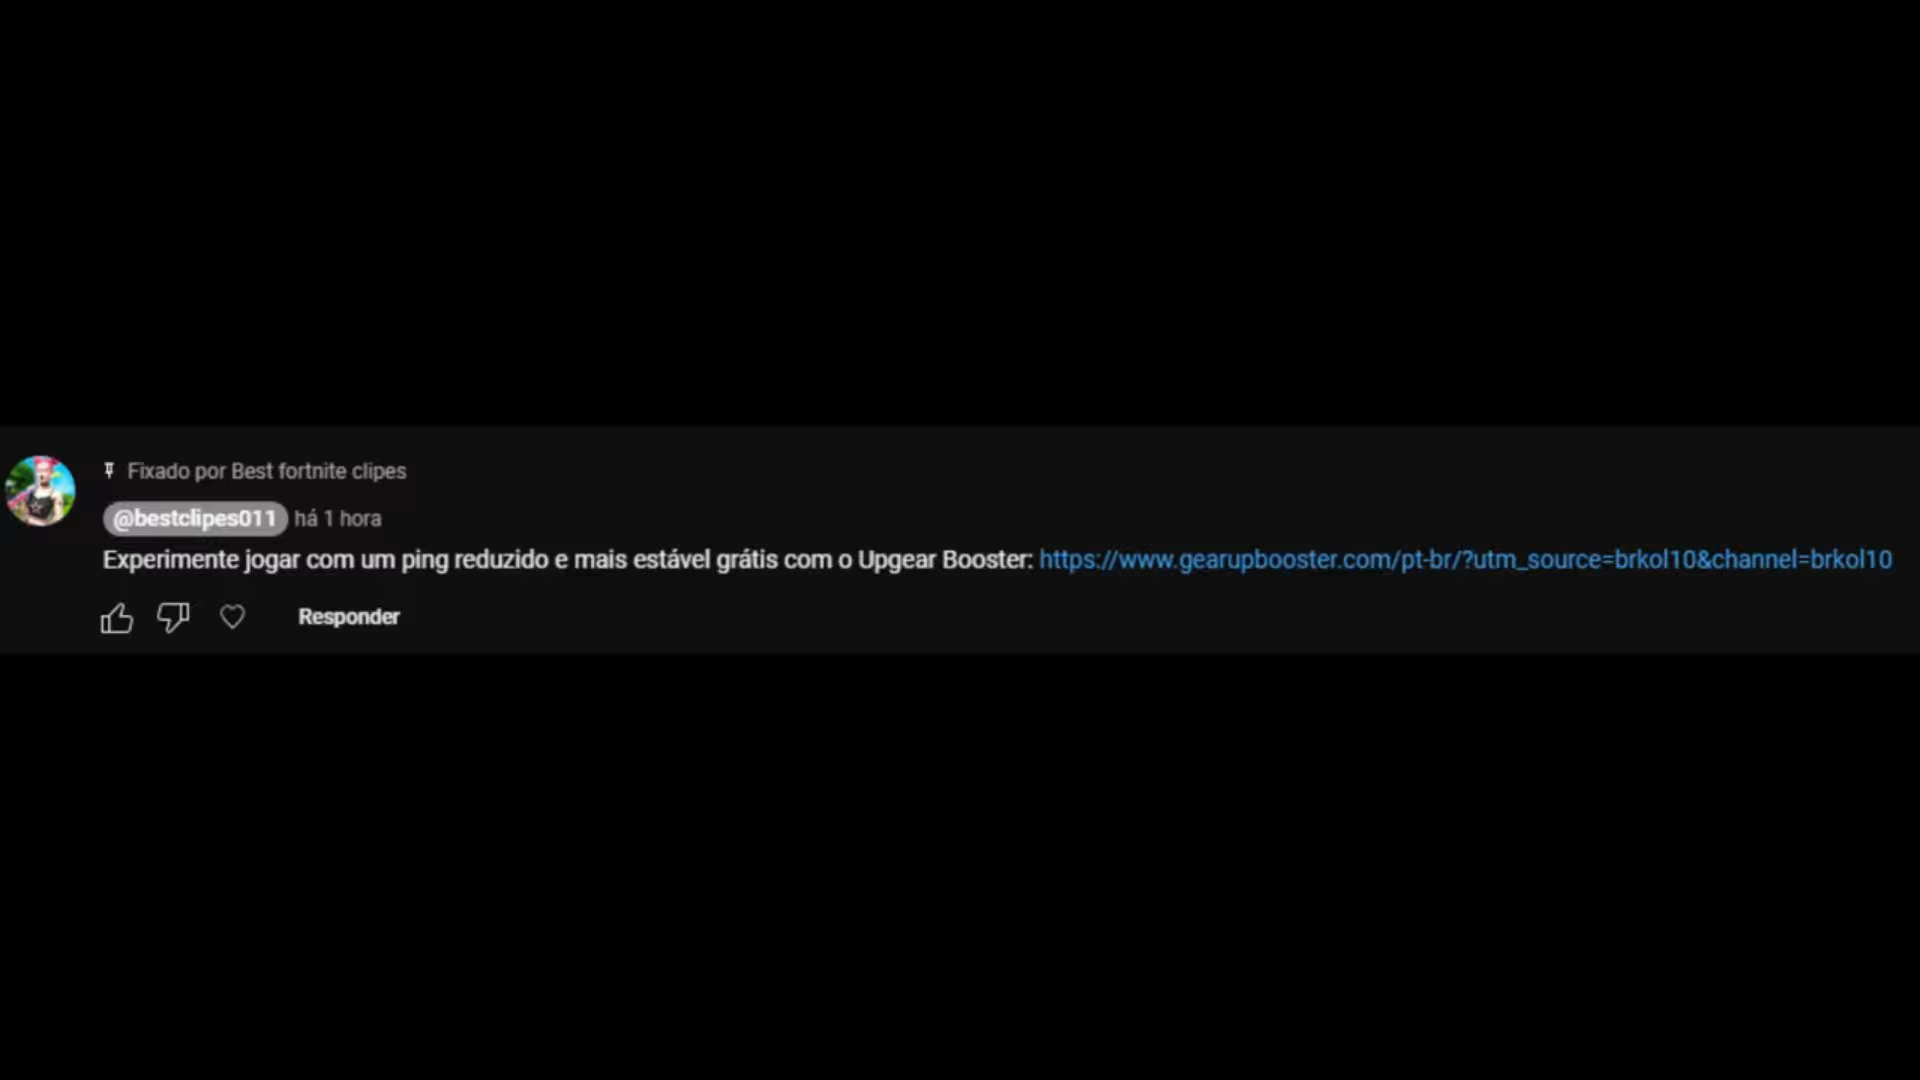 Fixado por Best fortnite clipes
@bestclipes011 há 1 hora
Experimente jogar com um ping reduzido e mais estável grátis com o Upgear Booster: https://www.gearupbooster.com/pt-br/?utm_source=brkol10&channel=brkol10
Responder